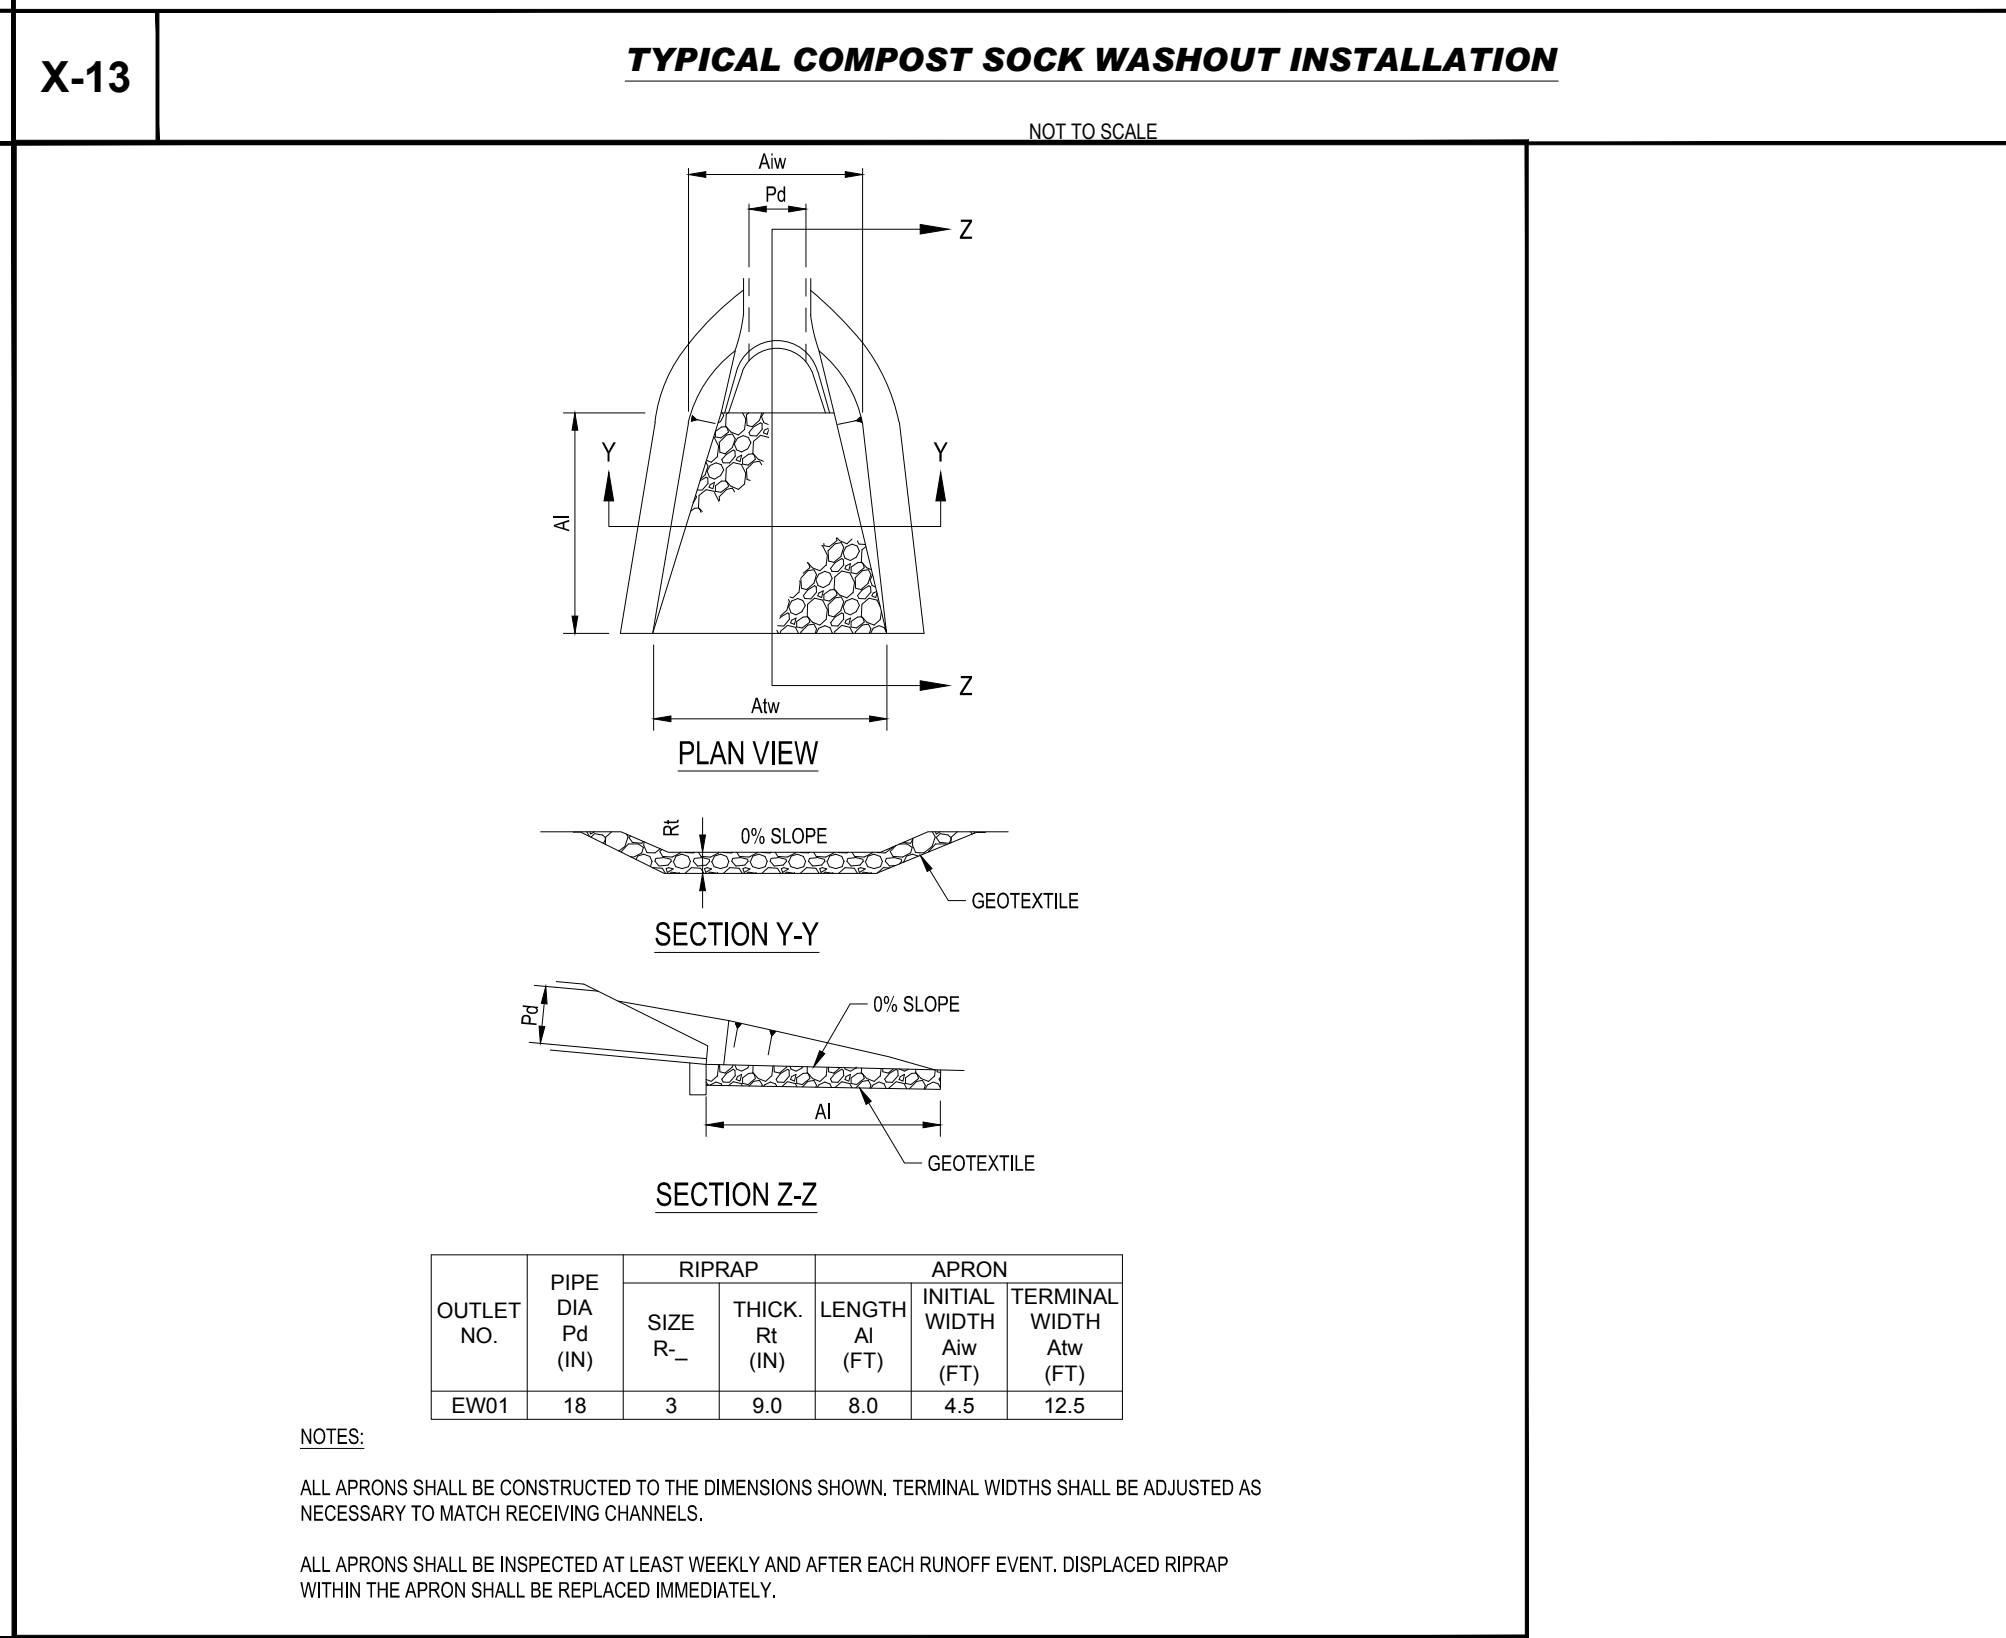 X-13
TYPICAL COMPOST SOCK WASHOUT INSTALLATION
NOT TO SCALE
Aiw
Pd
Z
Y
Y
Al
Z
Atw
PLAN VIEW
Rt
0% SLOPE
GEOTEXTILE
SECTION Y-Y
Pd
0% SLOPE
Al
GEOTEXTILE
SECTION Z-Z
OUTLET
NO.
PIPE
DIA
Pd
(IN)
RIPRAP
SIZE
R-_
THICK.
Rt
(IN)
APRON
LENGTH
Al
(FT)
INITIAL
WIDTH
Aiw
(FT)
TERMINAL
WIDTH
Atw
(FT)
EW01 18 3 9.0 8.0 4.5 12.5
NOTES:
ALL APRONS SHALL BE CONSTRUCTED TO THE DIMENSIONS SHOWN. TERMINAL WIDTHS SHALL BE ADJUSTED AS
NECESSARY TO MATCH RECEIVING CHANNELS.
ALL APRONS SHALL BE INSPECTED AT LEAST WEEKLY AND AFTER EACH RUNOFF EVENT. DISPLACED RIPRAP
WITHIN THE APRON SHALL BE REPLACED IMMEDIATELY.